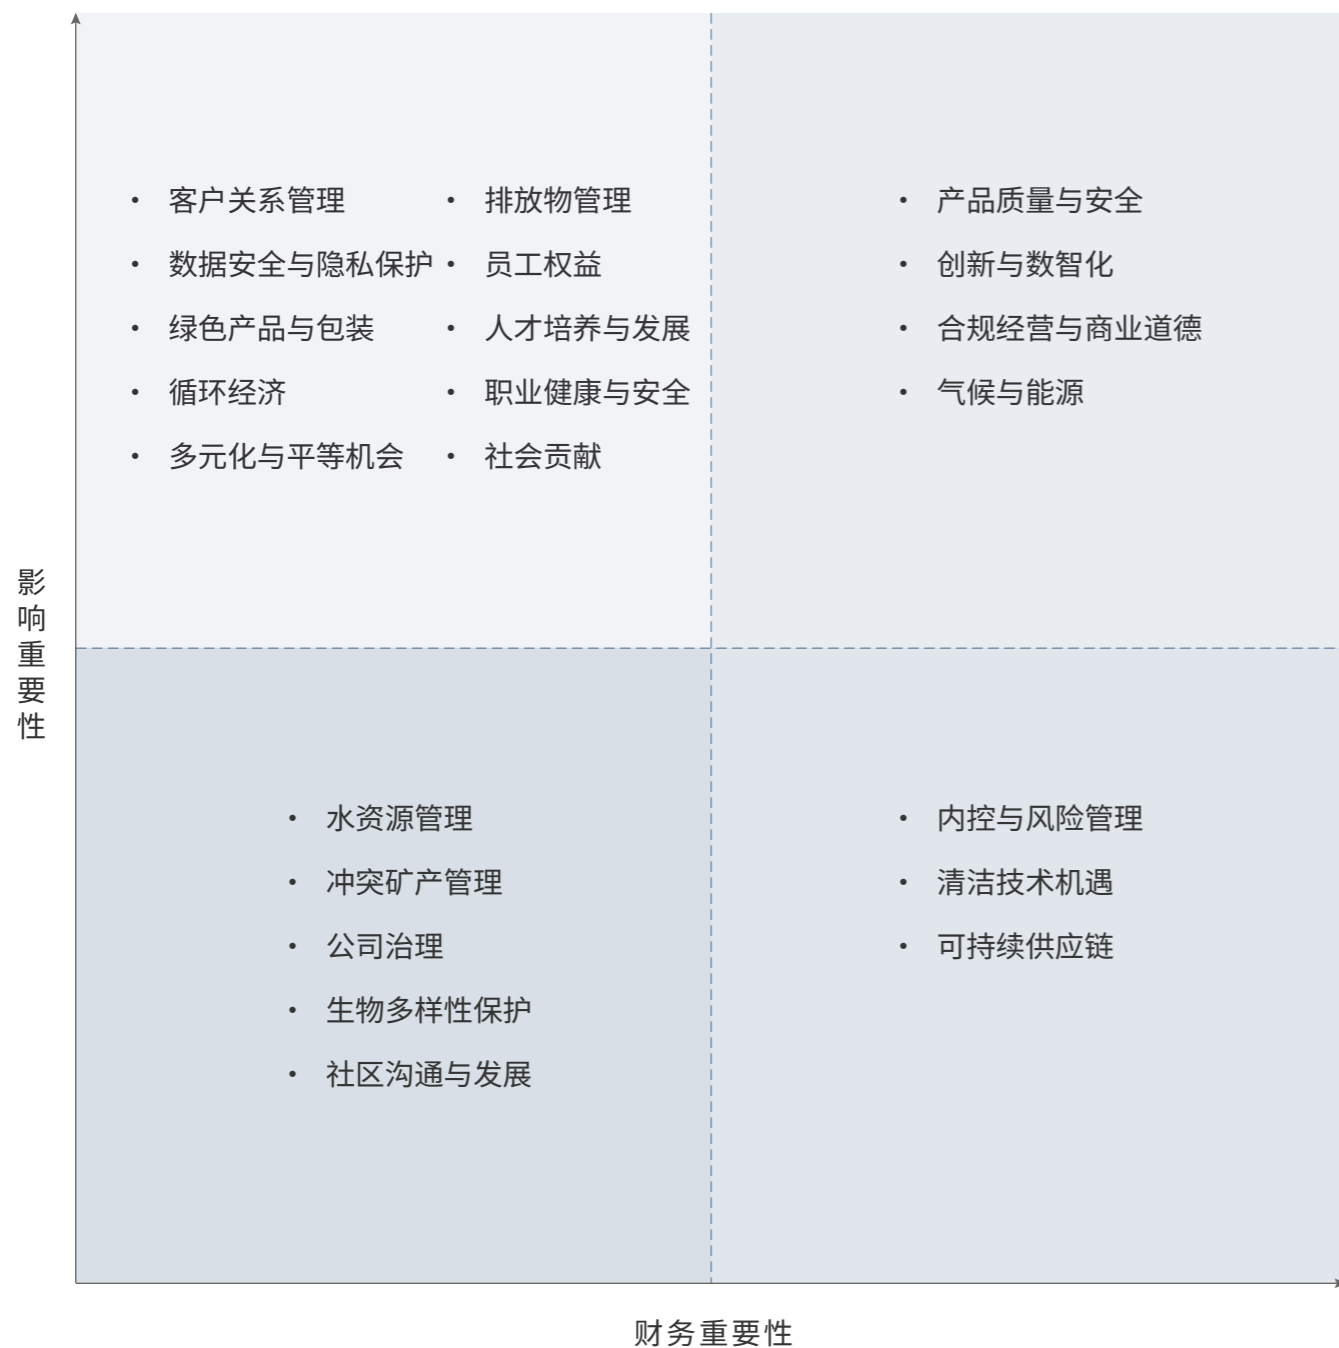 • 客户关系管理
• 数据安全与隐私保护
• 绿色产品与包装
• 循环经济
• 多元化与平等机会
• 排放物管理
• 员工权益
• 人才培养与发展
• 职业健康与安全
• 社会贡献
• 产品质量与安全
• 创新与数智化
• 合规经营与商业道德
• 气候与能源
影响重要性
• 水资源管理
• 冲突矿产管理
• 公司治理
• 生物多样性保护
• 社区沟通与发展
• 内控与风险管理
• 清洁技术机遇
• 可持续供应链
财务重要性